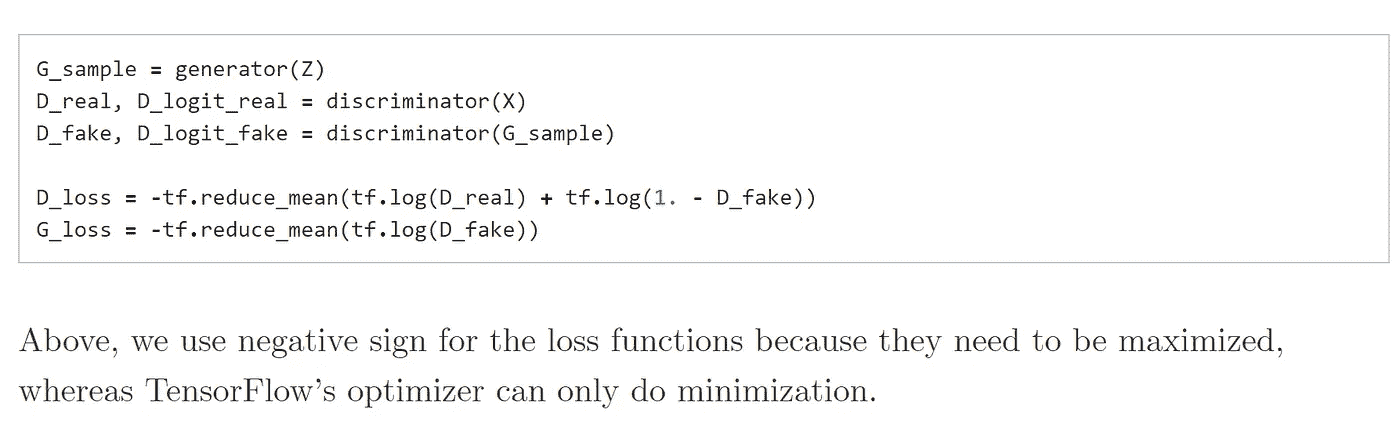 G_sample = generator(Z)
D_real, D_logit_real = discriminator(X)
D_fake, D_logit_fake = discriminator(G_sample)
D_loss = -tf.reduce_mean(tf.log(D_real) + tf.log(1. - D_fake))
G_loss = -tf.reduce_mean(tf.log(D_fake))
Above, we use negative sign for the loss functions because they need to be maximized,
whereas TensorFlow's optimizer can only do minimization.